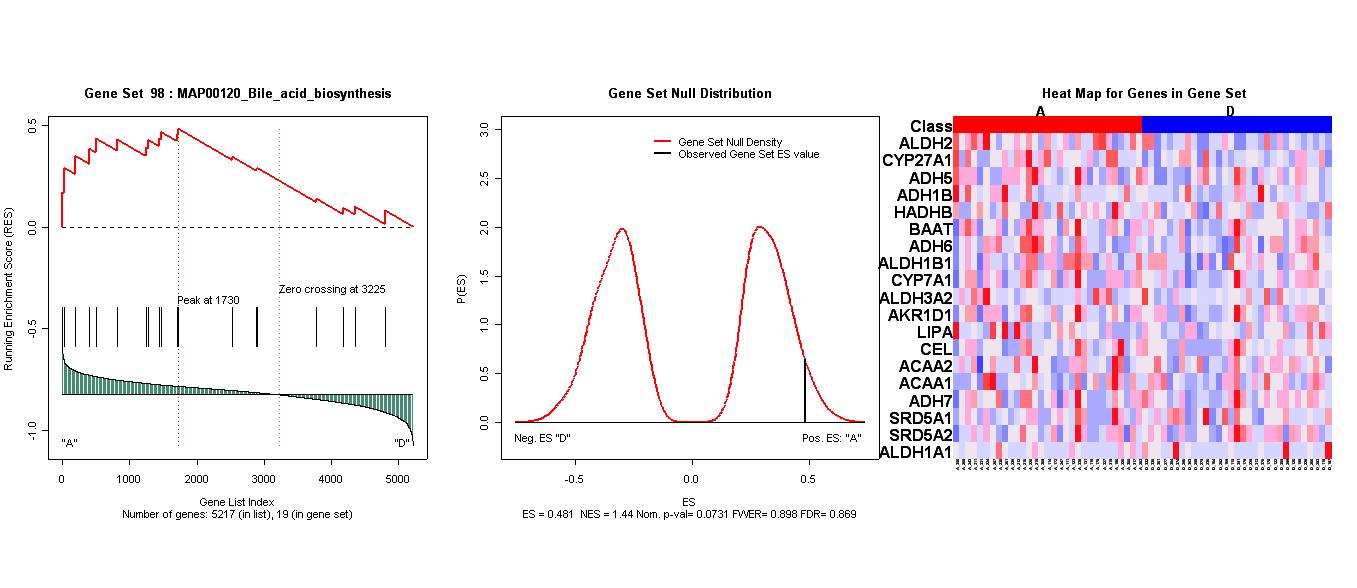 Gene Set 98 : MAP00120_Bile_acid_biosynthesis
Running Enrichment Score (RES)
0.5
0.0
-0.5
-1.0
Peak at 1730
Zero crossing at 3225
"A"
"D"
0 1000 2000 3000 4000 5000
Gene List Index
Number of genes: 5217 (in list), 19 (in gene set)
Gene Set Null Distribution
P(ES)
3.0
2.5
2.0
1.5
1.0
0.5
0.0
Gene Set Null Density
Observed Gene Set ES value
Neg. ES "D"
Pos. ES: "A"
-0.5 0.0 0.5
ES
ES = 0.481 NES = 1.44 Nom. p-val= 0.0731 FWER= 0.898 FDR= 0.869
Heat Map for Genes in Gene Set
A D
Class
ALDH2
CYP27A1
ADH5
ADH1B
HADHB
BAAT
ADH6
ALDH1B1
CYP7A1
ALDH3A2
AKR1D1
LIPA
CEL
ACAA2
ACAA1
ADH7
SRD5A1
SRD5A2
ALDH1A1